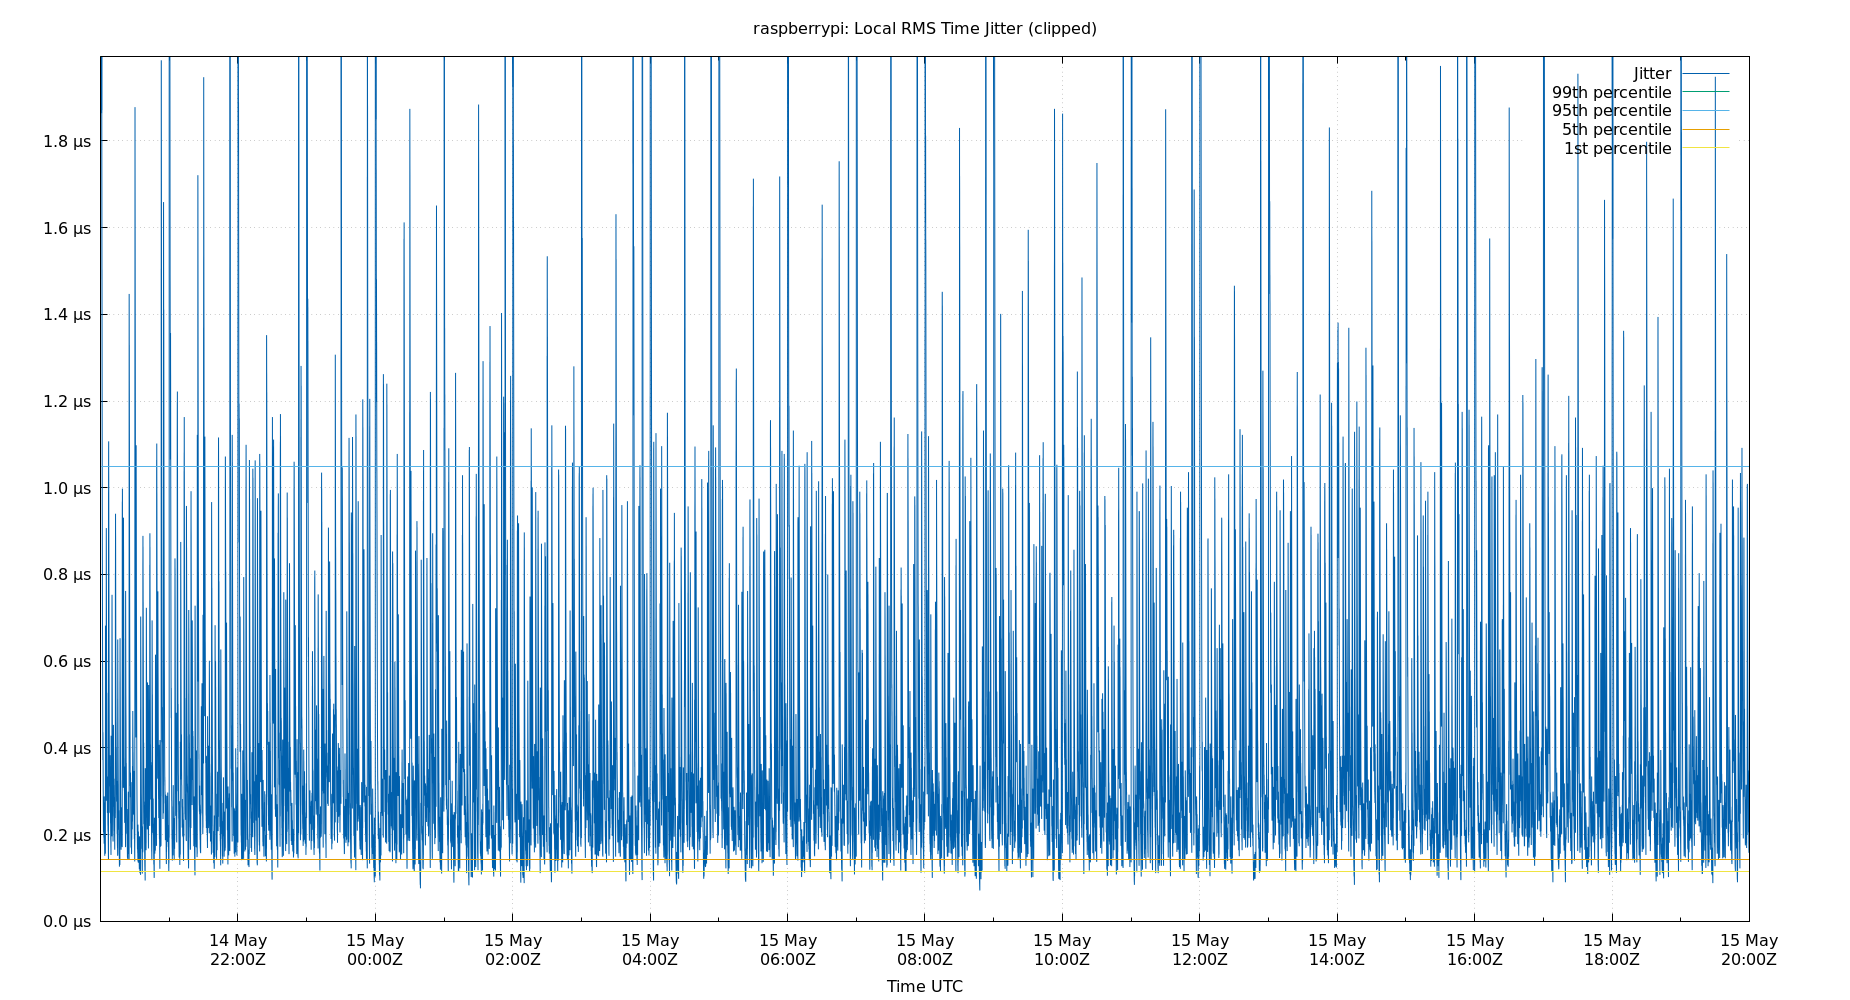 raspberrypi: Local RMS Time Jitter (clipped)
Jitter
99th percentile
95th percentile
5th percentile
1st percentile
1.8 µs
1.6 µs
1.4 µs
1.2 µs
1.0 µs
0.8 µs
0.6 µs
0.4 µs
0.2 µs
0.0 µs
14 May 15 May 15 May 15 May 15 May 15 May 15 May 15 May 15 May 15 May 15 May 15 May
22:00Z 00:00Z 02:00Z 04:00Z 06:00Z 08:00Z 10:00Z 12:00Z 14:00Z 16:00Z 18:00Z 20:00Z
Time UTC